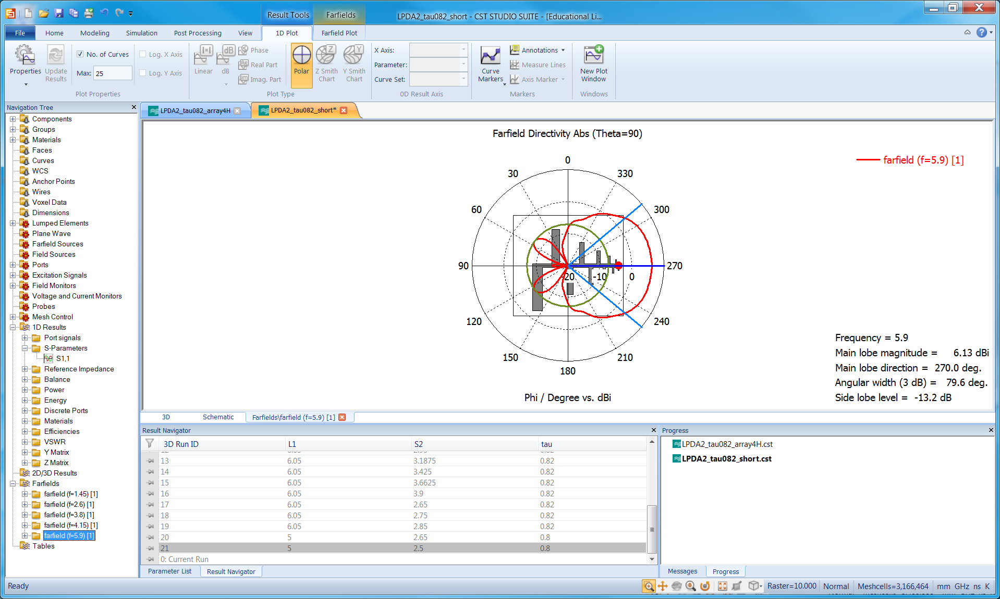 Result Tools
Farfields
LPDA2_tau082_short - CST STUDIO SUITE - [Educational Li...
File
Home
Modeling
Simulation
Post Processing
View
1D Plot
Farfield Plot
Properties
Update Results
No. of Curves
Max: 25
Log. X Axis
Log. Y Axis
Plot Properties
Linear
dB
Phase
Real Part
Imag. Part
Polar
Z Smith Chart
Y Smith Chart
Plot Type
X Axis:
Parameter:
Curve Set:
0D Result Axis
Curve Markers
Annotations
Measure Lines
Axis Marker
Markers
New Plot Window
Windows
Navigation Tree
Components
Groups
Materials
Faces
Curves
WCS
Anchor Points
Wires
Voxel Data
Dimensions
Lumped Elements
Plane Wave
Farfield Sources
Field Sources
Ports
Excitation Signals
Field Monitors
Voltage and Current Monitors
Probes
Mesh Control
1D Results
Port signals
S-Parameters
S1,1
Reference Impedance
Balance
Power
Energy
Discrete Ports
Materials
Efficiencies
VSWR
Y Matrix
Z Matrix
2D/3D Results
Farfields
farfield (f=1.45) [1]
farfield (f=2.6) [1]
farfield (f=3.8) [1]
farfield (f=4.15) [1]
farfield (f=5.9) [1]
Tables
LPDA2_tau082_array4H
LPDA2_tau082_short*
Farfield Directivity Abs (Theta=90)
farfield (f=5.9) [1]
0
30
330
60
300
90
270
-20
-10
0
120
240
150
210
180
Phi / Degree vs. dBi
Frequency = 5.9
Main lobe magnitude = 6.13 dBi
Main lobe direction = 270.0 deg.
Angular width (3 dB) = 79.6 deg.
Side lobe level = -13.2 dB
3D
Schematic
Farfields\farfield (f=5.9) [1]
Result Navigator
3D Run ID L1 S2 tau
13 6.05 3.1875 0.82
14 6.05 3.425 0.82
15 6.05 3.6625 0.82
16 6.05 3.9 0.82
17 6.05 2.65 0.82
18 6.05 2.75 0.82
19 6.05 2.85 0.82
20 5 2.65 0.8
21 5 2.5 0.8
0: Current Run
Parameter List
Result Navigator
Progress
LPDA2_tau082_array4H.cst
LPDA2_tau082_short.cst
Messages
Progress
Ready
Raster=10.000
Normal
Meshcells=3,166,464
mm GHz ns K